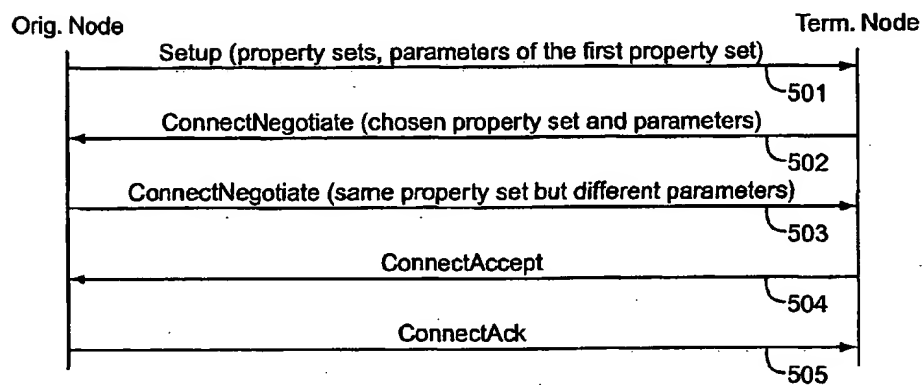 Orig. Node
Term. Node
Setup (property sets, parameters of the first property set)
501
ConnectNegotiate (chosen property set and parameters)
502
ConnectNegotiate (same property set but different parameters)
503
ConnectAccept
504
ConnectAck
505